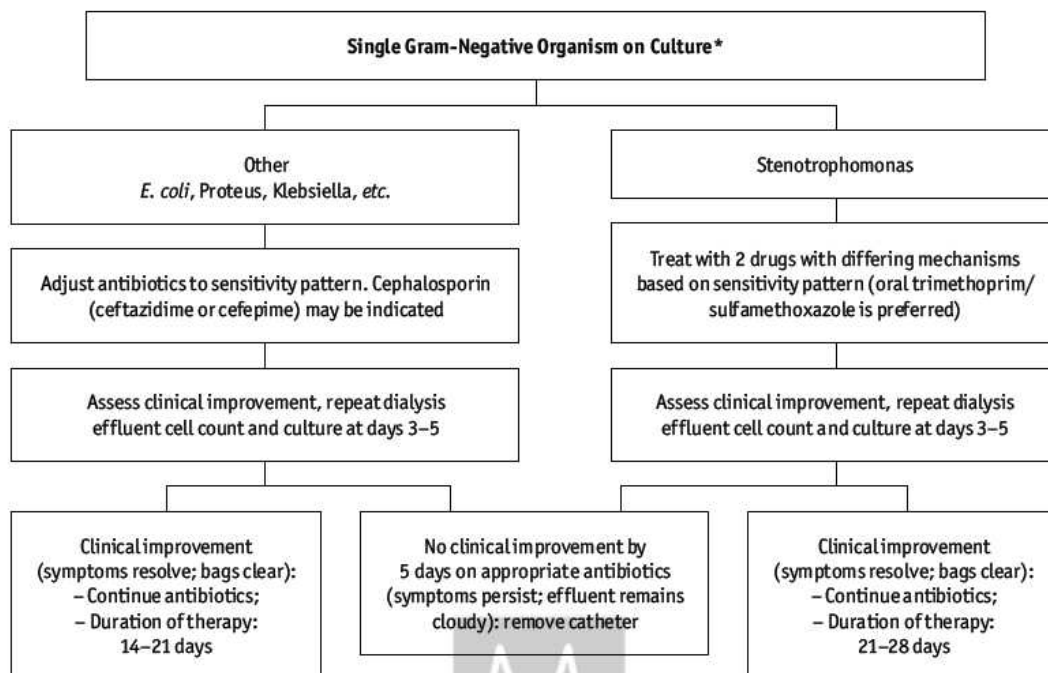 Single Gram-Negative Organism on Culture*
Other
E. coli, Proteus, Klebsiella, etc.
Stenotrophomonas
Adjust antibiotics to sensitivity pattern. Cephalosporin
(ceftazidime or cefepime) may be indicated
Treat with 2 drugs with differing mechanisms
based on sensitivity pattern (oral trimethoprim/
sulfamethoxazole is preferred)
Assess clinical improvement, repeat dialysis
effluent cell count and culture at days 3–5
Assess clinical improvement, repeat dialysis
effluent cell count and culture at days 3–5
Clinical improvement
(symptoms resolve; bags clear):
– Continue antibiotics;
– Duration of therapy:
14–21 days
No clinical improvement by
5 days on appropriate antibiotics
(symptoms persist; effluent remains
cloudy): remove catheter
Clinical improvement
(symptoms resolve; bags clear):
– Continue antibiotics;
– Duration of therapy:
21–28 days